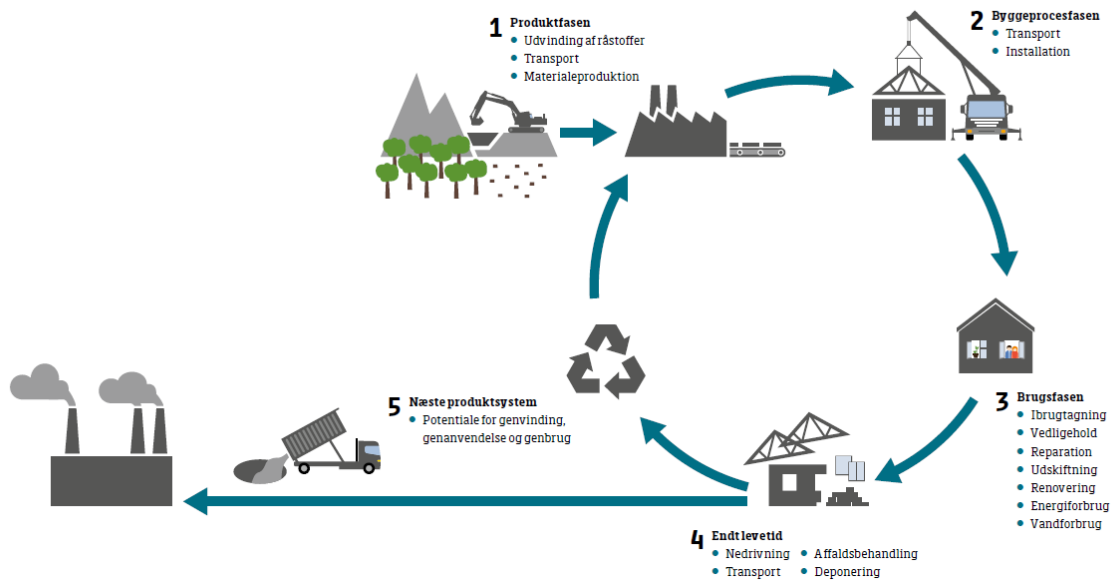 1 Produktfasen
• Udvinding af råstoffer
• Transport
• Materialeproduktion
2 Byggeprocesfasen
• Transport
• Installation
3 Brugsfasen
• Ibrugtagning
• Vedligehold
• Reparation
• Udskiftning
• Renovering
• Energiforbrug
• Vandforbrug
4 Endt levetid
• Nedrivning • Affaldsbehandling
• Transport • Deponering
5 Næste produktsystem
• Potentiale for genvinding,
genanvendelse og genbrug